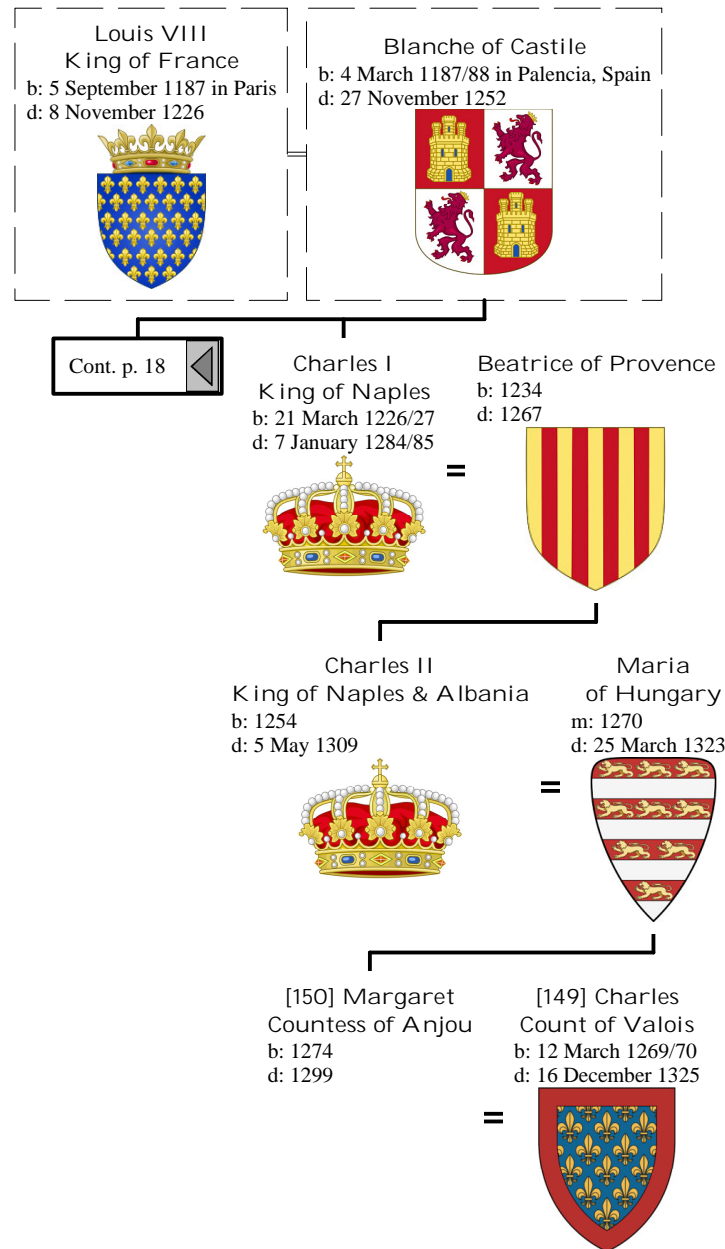 Louis VIII
King of France
b: 5 September 1187 in Paris
d: 8 November 1226
Blanche of Castile
b: 4 March 1187/88 in Palencia, Spain
d: 27 November 1252
=
Cont. p. 18
Charles I
King of Naples
b: 21 March 1226/27
d: 7 January 1284/85
=
Beatrice of Provence
b: 1234
d: 1267
Charles II
King of Naples & Albania
b: 1254
d: 5 May 1309
=
Maria
of Hungary
m: 1270
d: 25 March 1323
[150] Margaret
Countess of Anjou
b: 1274
d: 1299
=
[149] Charles
Count of Valois
b: 12 March 1269/70
d: 16 December 1325